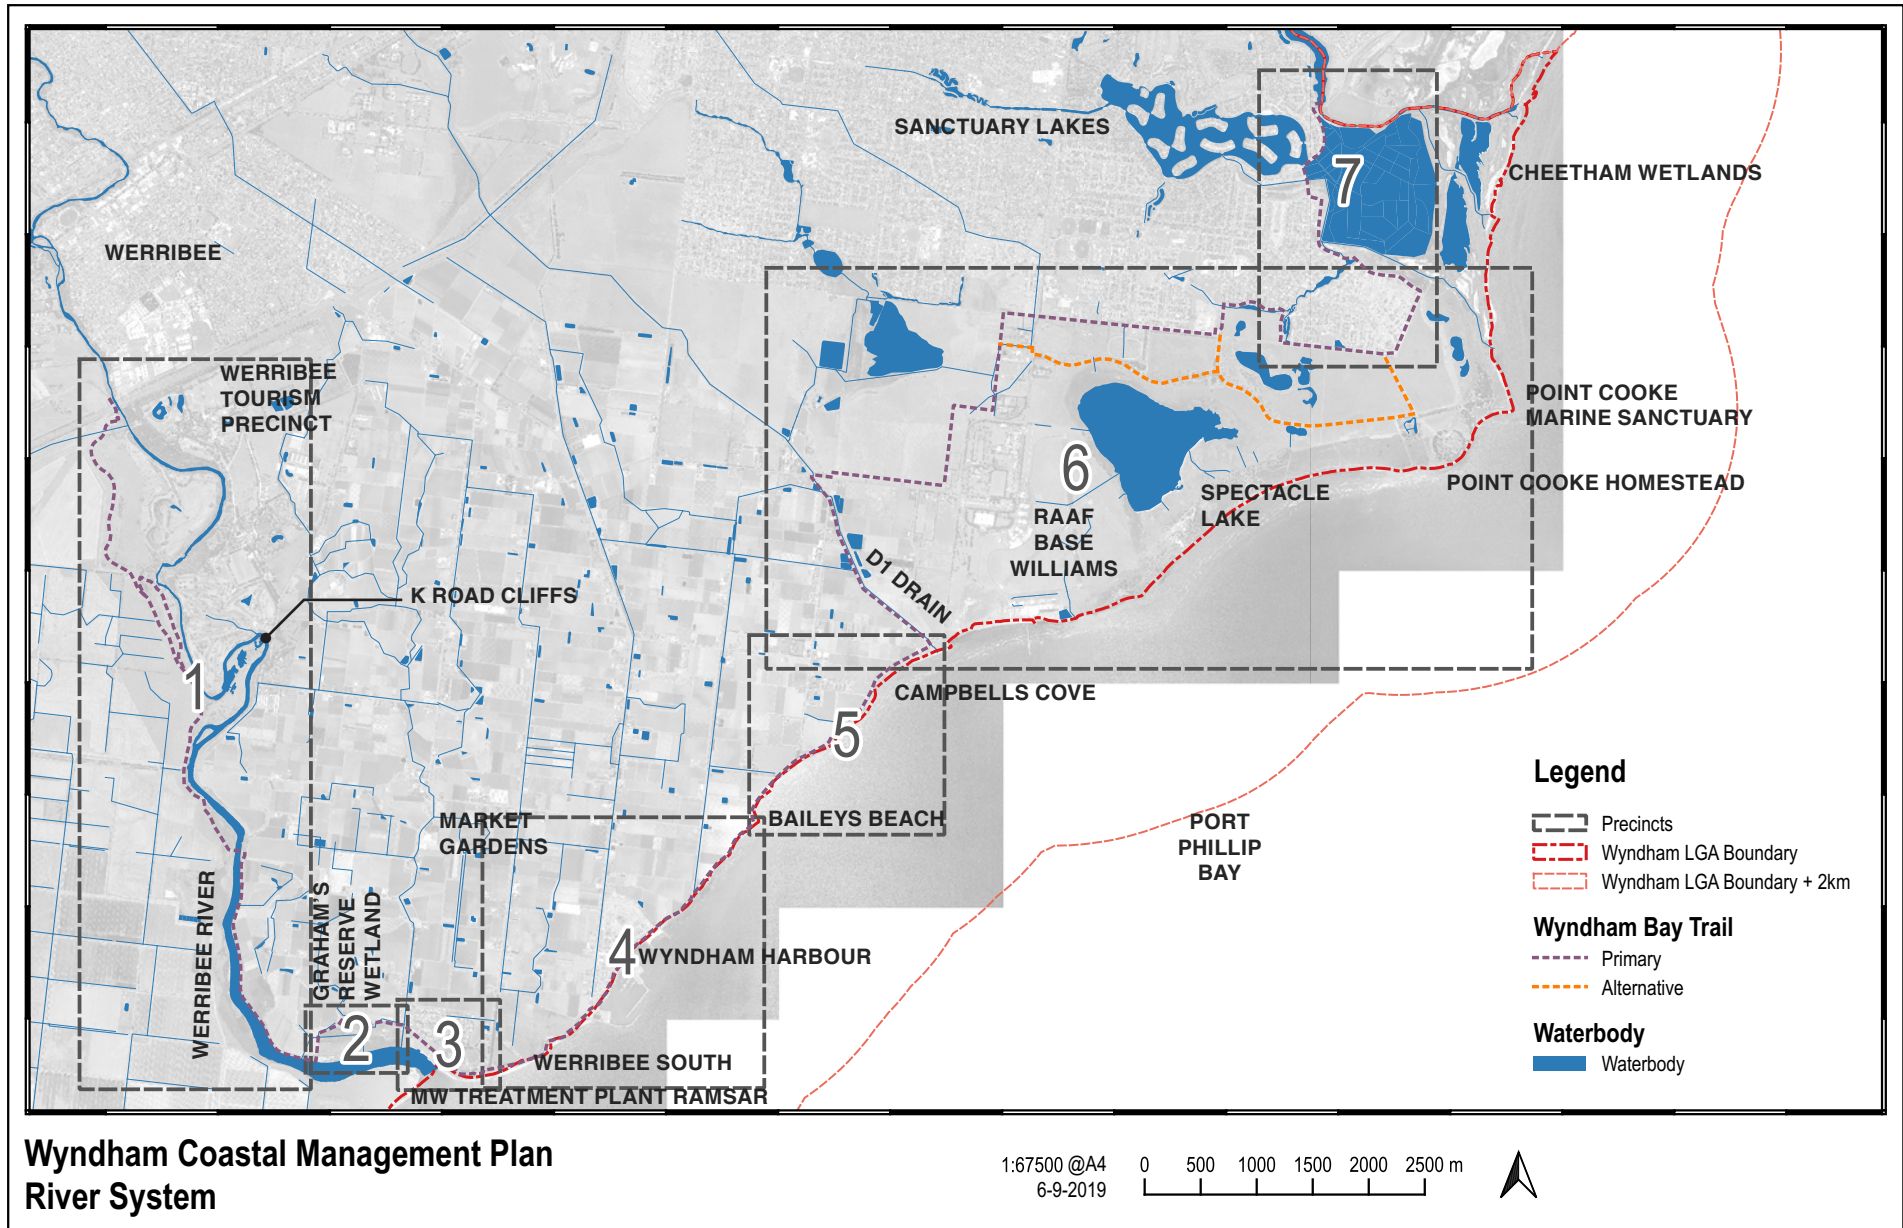 SANCTUARY LAKES
7
CHEETHAM WETLANDS
WERRIBEE
WERRIBEE
TOURISM
PRECINCT
POINT COOKE
MARINE SANCTUARY
6
POINT COOKE HOMESTEAD
SPECTACLE
LAKE
RAAF
BASE
WILLIAMS
D1 DRAIN
K ROAD CLIFFS
1
CAMPBELLS COVE
5
BAILEYS BEACH
MARKET
GARDENS
PORT
PHILLIP
BAY
WERRIBEE RIVER
GRAHAM'S
RESERVE
WETLAND
4
WYNDHAM HARBOUR
2
3
WERRIBEE SOUTH
MW TREATMENT PLANT RAMSAR
Legend
Precincts
Wyndham LGA Boundary
Wyndham LGA Boundary + 2km
Wyndham Bay Trail
Primary
Alternative
Waterbody
Waterbody
Wyndham Coastal Management Plan
River System
1:67500 @A4
6-9-2019
0 500 1000 1500 2000 2500 m